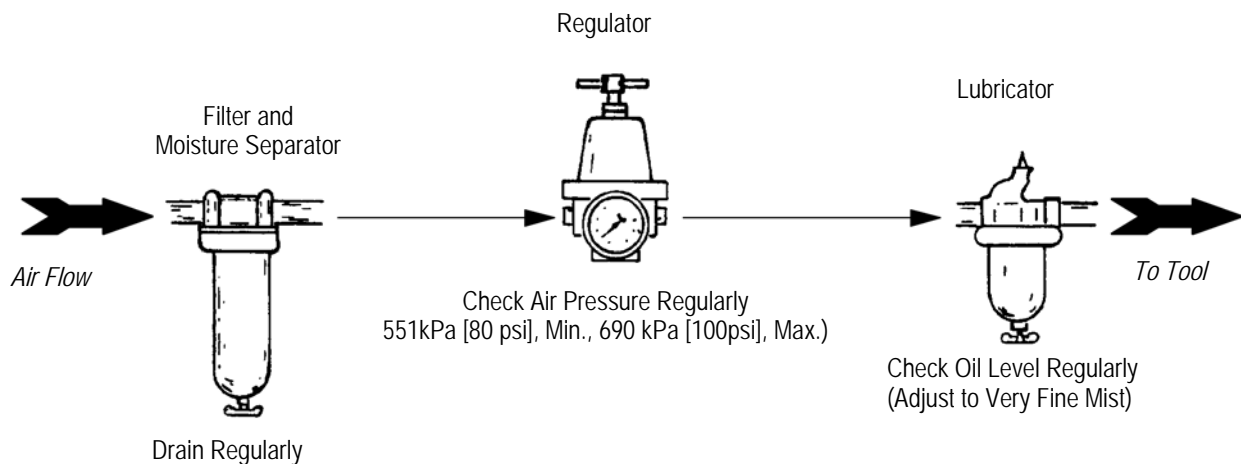 Regulator
Filter and
Moisture Separator
Lubricator
Air Flow
To Tool
Check Air Pressure Regularly
551kPa [80 psi], Min., 690 kPa [100psi], Max.)
Check Oil Level Regularly
(Adjust to Very Fine Mist)
Drain Regularly